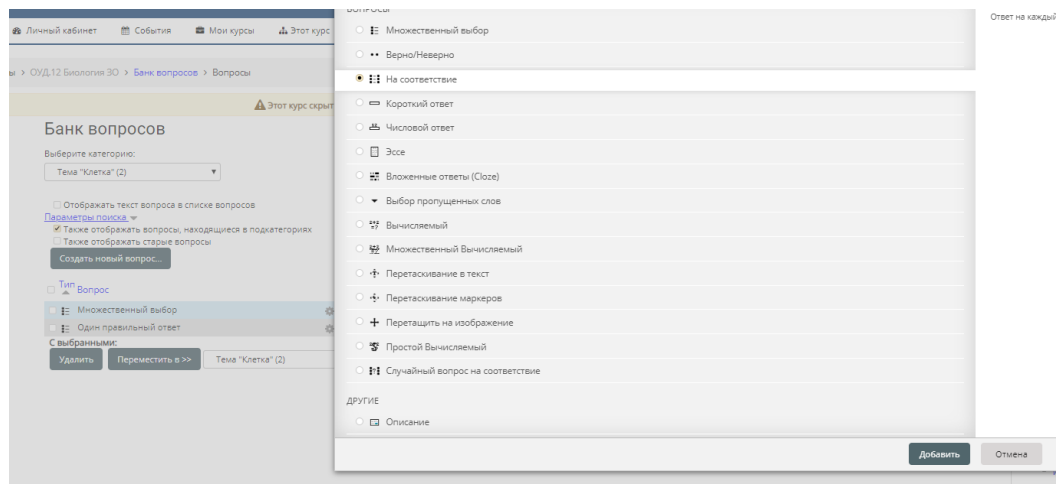 ВОПРОСЫ
Ответ на каждый
Личный кабинет События Мои курсы Этот курс
Множественный выбор
Верно/Неверно
ы > ОУД.12 Биология ЗО > Банк вопросов > Вопросы
На соответствие
Этот курс скрыт
Короткий ответ
Банк вопросов
Числовой ответ
Выберите категорию:
Эссе
Тема "Клетка" (2)
Вложенные ответы (Cloze)
Отображать текст вопроса в списке вопросов
Выбор пропущенных слов
Параметры поиска
Также отображать вопросы, находящиеся в подкатегориях
Вычисляемый
Также отображать старые вопросы
Создать новый вопрос...
Множественный Вычисляемый
Перетаскивание в текст
Тип
Вопрос
Перетаскивание маркеров
Множественный выбор
Перетащить на изображение
Один правильный ответ
С выбранными:
Простой Вычисляемый
Удалить Переместить в >> Тема "Клетка" (2)
Случайный вопрос на соответствие
ДРУГИЕ
Описание
Добавить Отмена